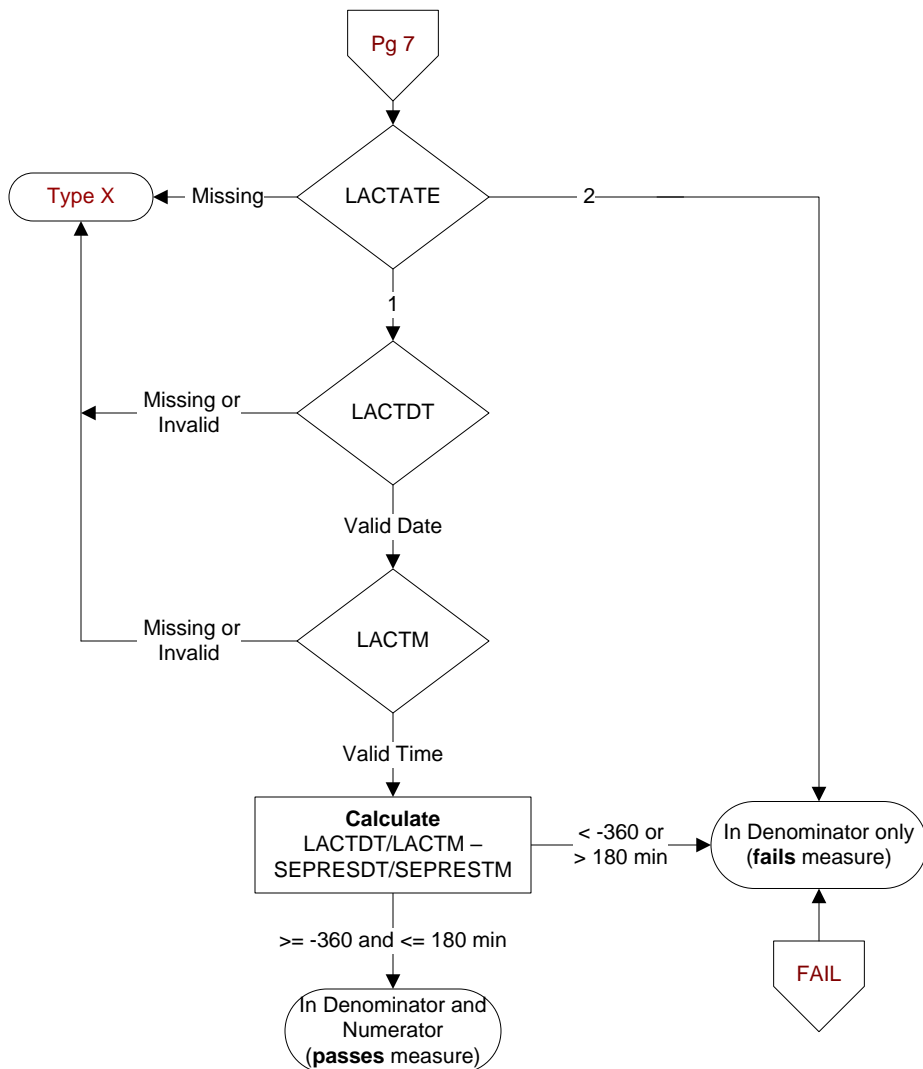 Pg 7
Type X
Missing
LACTATE
2
1
Missing or
Invalid
LACTDT
Valid Date
Missing or
Invalid
LACTM
Valid Time
Calculate
LACTDT/LACTM –
SEPRESDT/SEPRESTM
< -360 or
> 180 min
In Denominator only
(fails measure)
>= -360 and <= 180 min
FAIL
In Denominator and
Numerator
(passes measure)